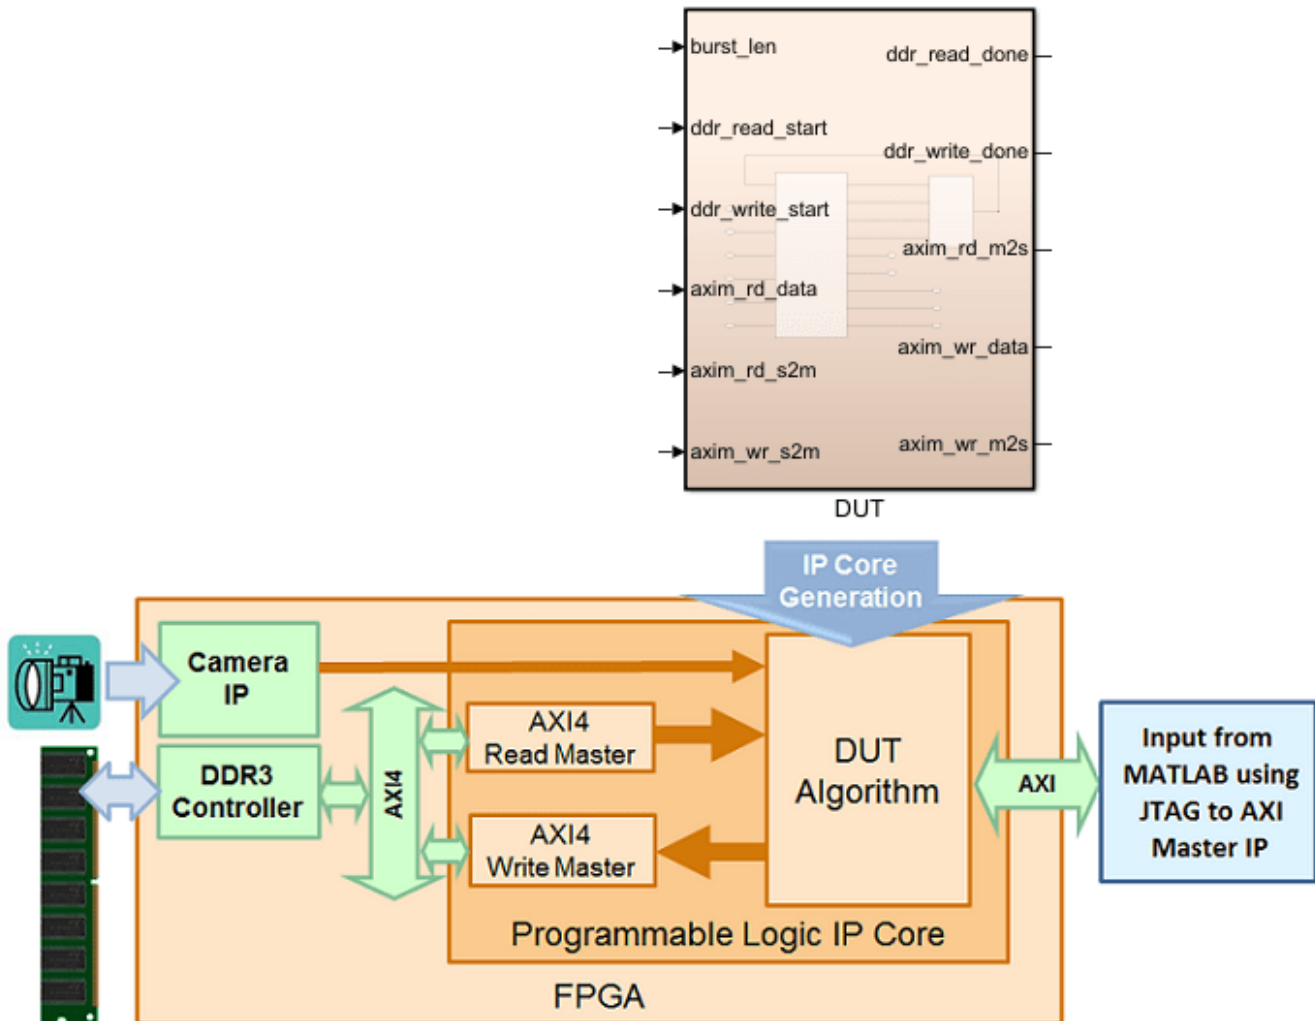 burst_len
ddr_read_start
ddr_write_start
axim_rd_data
axim_rd_s2m
axim_wr_s2m
ddr_read_done
ddr_write_done
axim_rd_m2s
axim_wr_data
axim_wr_m2s
DUT
IP Core
Generation
Camera
IP
DDR3
Controller
AXI4
AXI4
Read Master
AXI4
Write Master
DUT
Algorithm
AXI
Input from
MATLAB using
JTAG to AXI
Master IP
Programmable Logic IP Core
FPGA